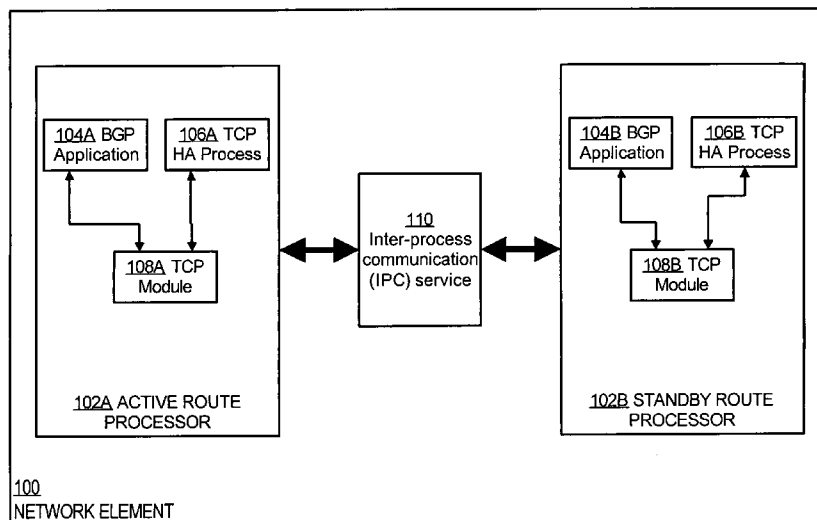 104A BGP
Application
106A TCP
HA Process
108A TCP
Module
102A ACTIVE ROUTE
PROCESSOR
110
Inter-process
communication
(IPC) service
104B BGP
Application
106B TCP
HA Process
108B TCP
Module
102B STANDBY ROUTE
PROCESSOR
100
NETWORK ELEMENT